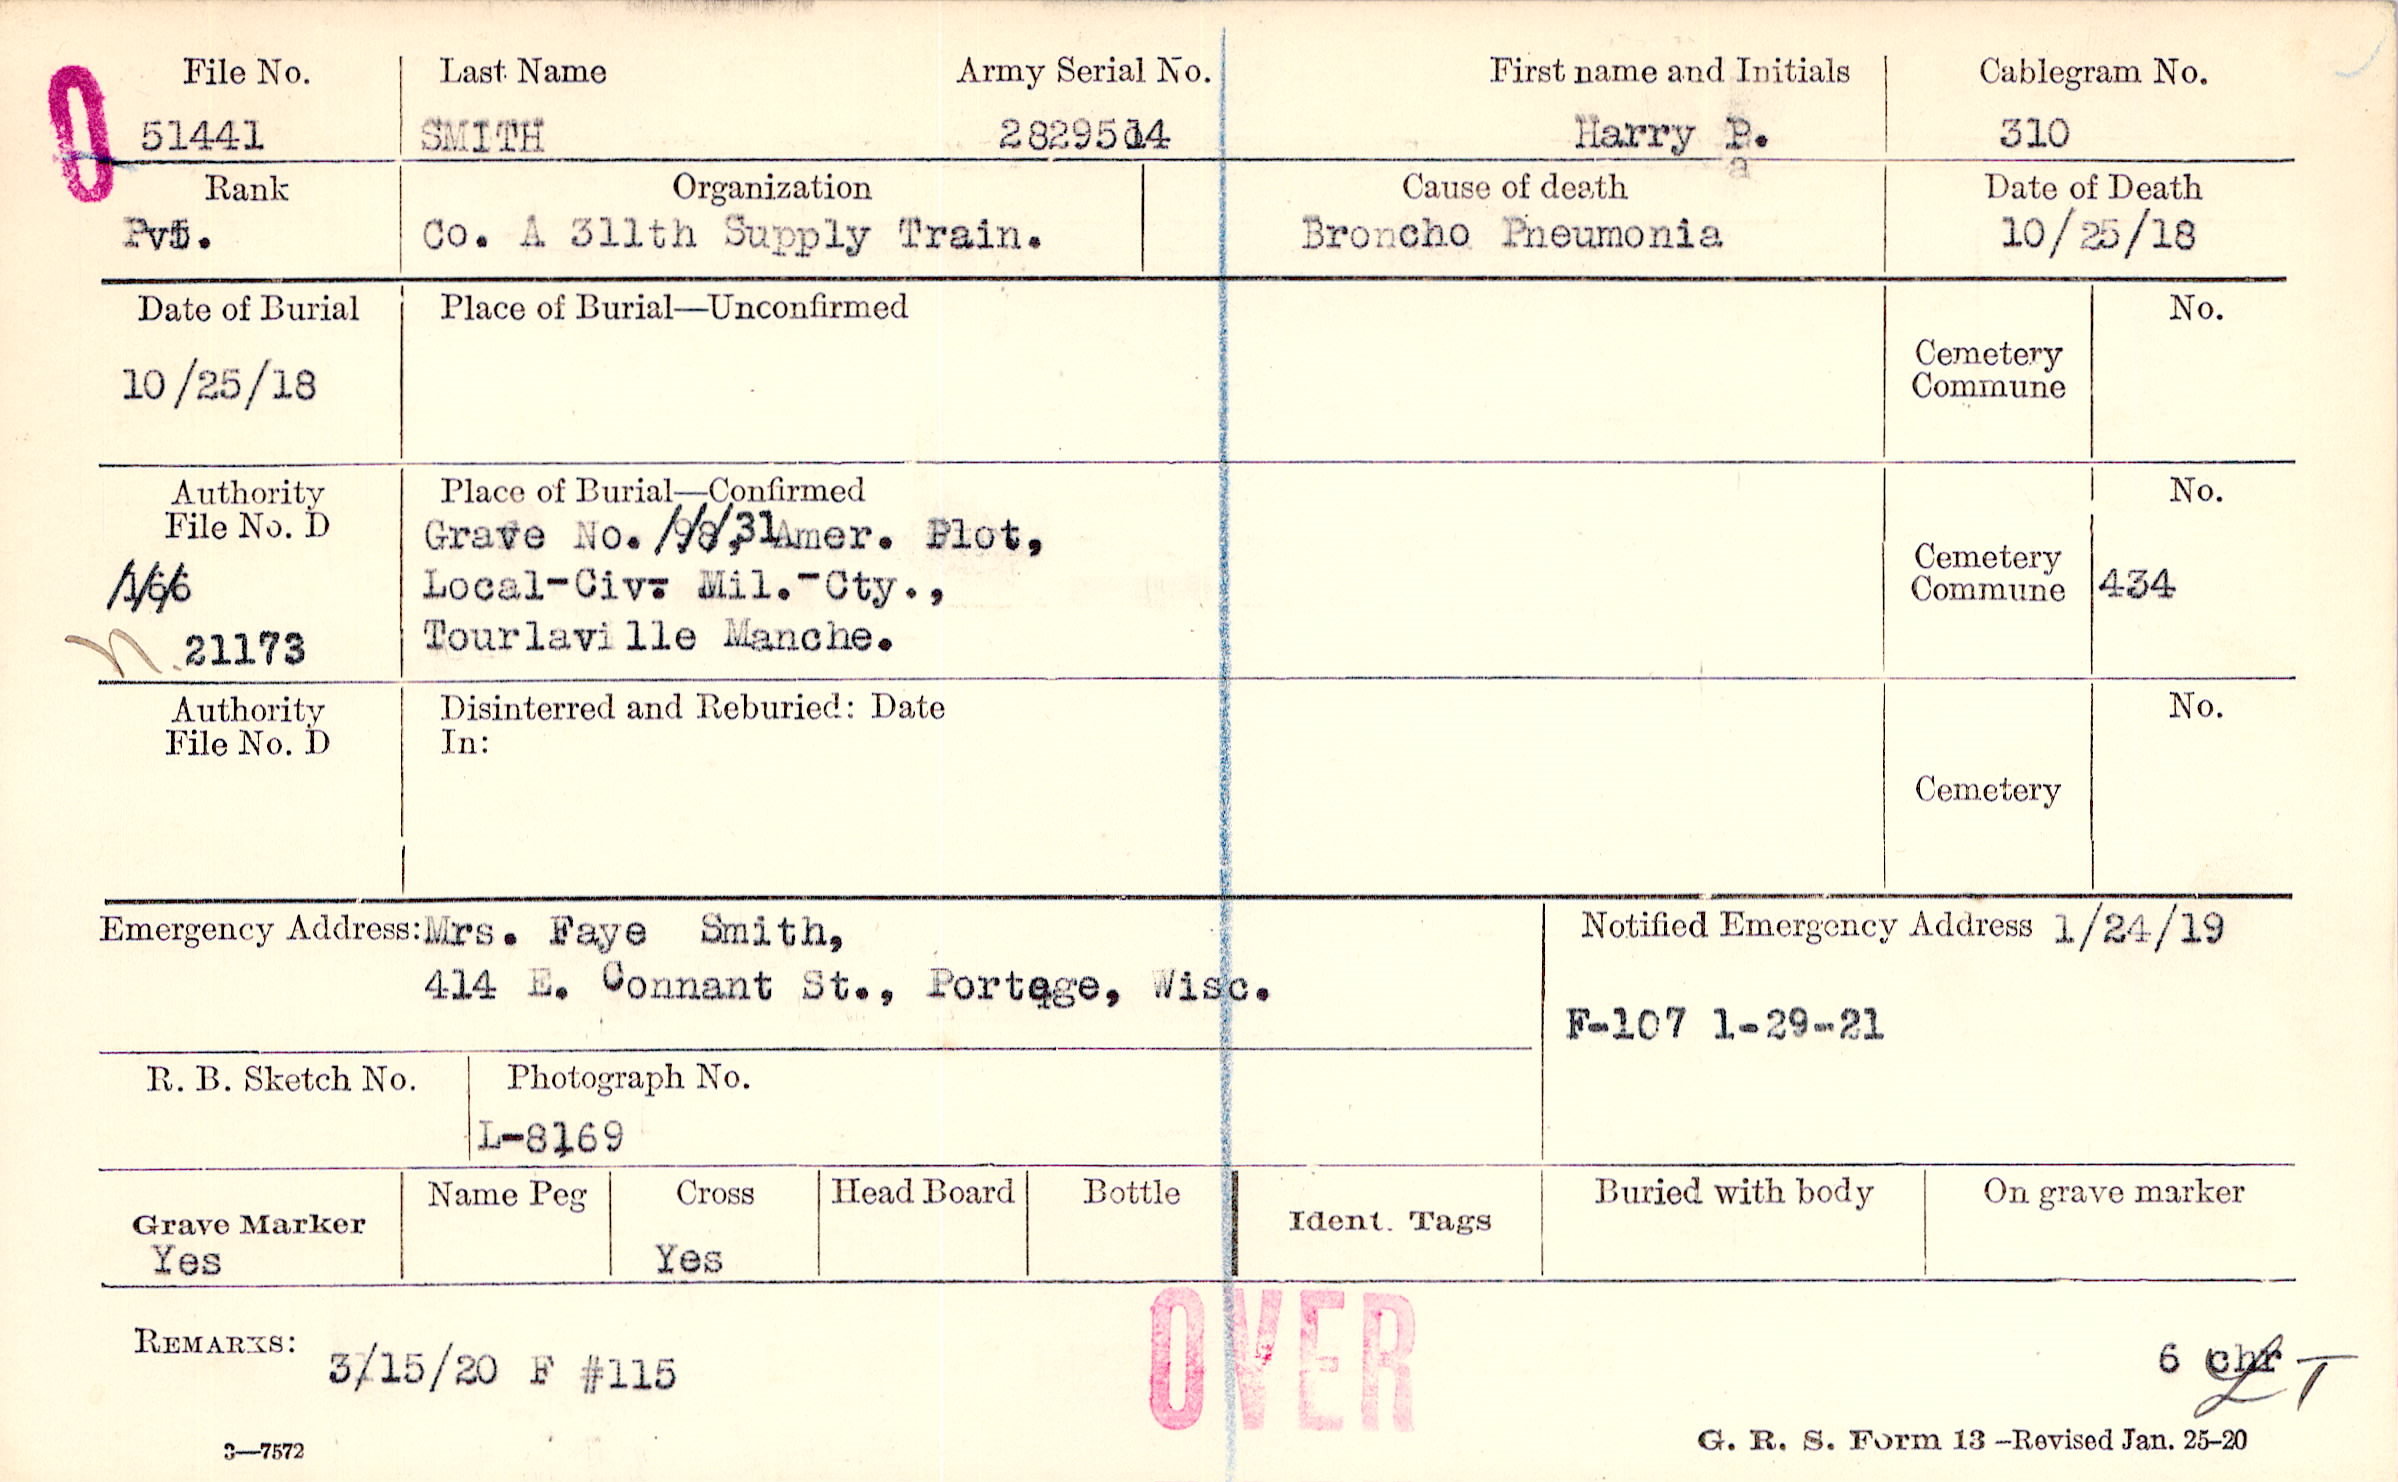 O
File No. Last Name Army Serial No. First name and Initials Cablegram No.
51441 SMITH 2829514 Harry P. 310
a
Rank Organization Cause of death Date of Death
Pvt. Co. A 311th Supply Train. Broncho Pneumonia 10/25/18
Date of Burial Place of Burial—Unconfirmed No.
10/25/18
Cemetery
Commune
Authority Place of Burial—Confirmed No.
File No. D
Grave No. 98,31 Amer. Plot,
166 Local-Civ. Mil.-Cty., Cemetery
Commune 434
21173 Tourlaville Manche.
Authority Disinterred and Reburied: Date No.
File No. D In:
Cemetery
Emergency Address: Mrs. Faye Smith, Notified Emergency Address 1/24/19
414 E. Connant St., Portage, Wisc.
F-107 1-29-21
R. B. Sketch No. Photograph No.
L-8169
Grave Marker Name Peg Cross Head Board Bottle Ident. Tags Buried with body On grave marker
Yes Yes
OVER
REMARKS: 3/15/20 F #115 6 chr
3—7572 G. R. S. Form 13 —Revised Jan. 25-20